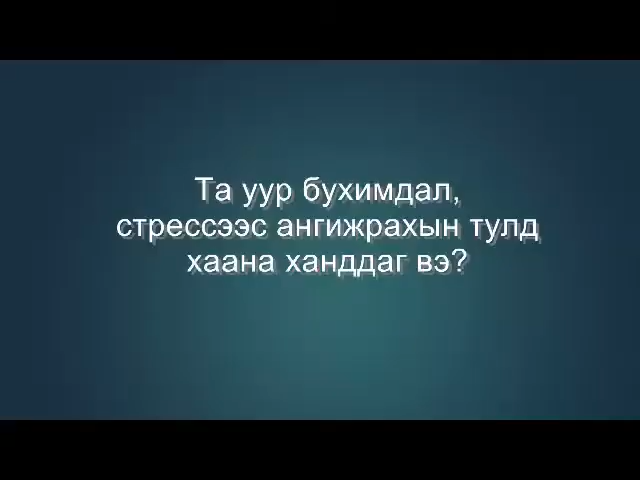 Та уур бухимдал,
стрессээс ангижрахын тулд
хаана ханддаг вэ?